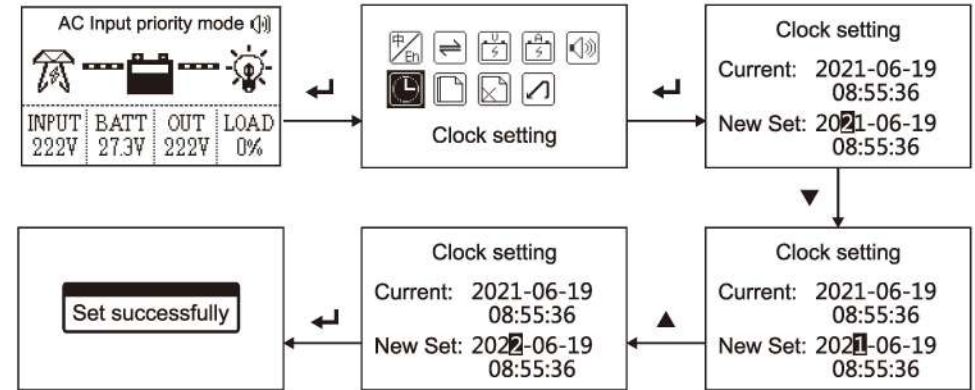 AC Input priority mode
INPUT BATT OUT LOAD
222V 27.3V 222V 0%
中/En
V
A
Clock setting
Clock setting
Current: 2021-06-19
08:55:36
New Set: 2021-06-19
08:55:36
Clock setting
Current: 2021-06-19
08:55:36
New Set: 2021-06-19
08:55:36
Clock setting
Current: 2021-06-19
08:55:36
New Set: 2022-06-19
08:55:36
Set successfully